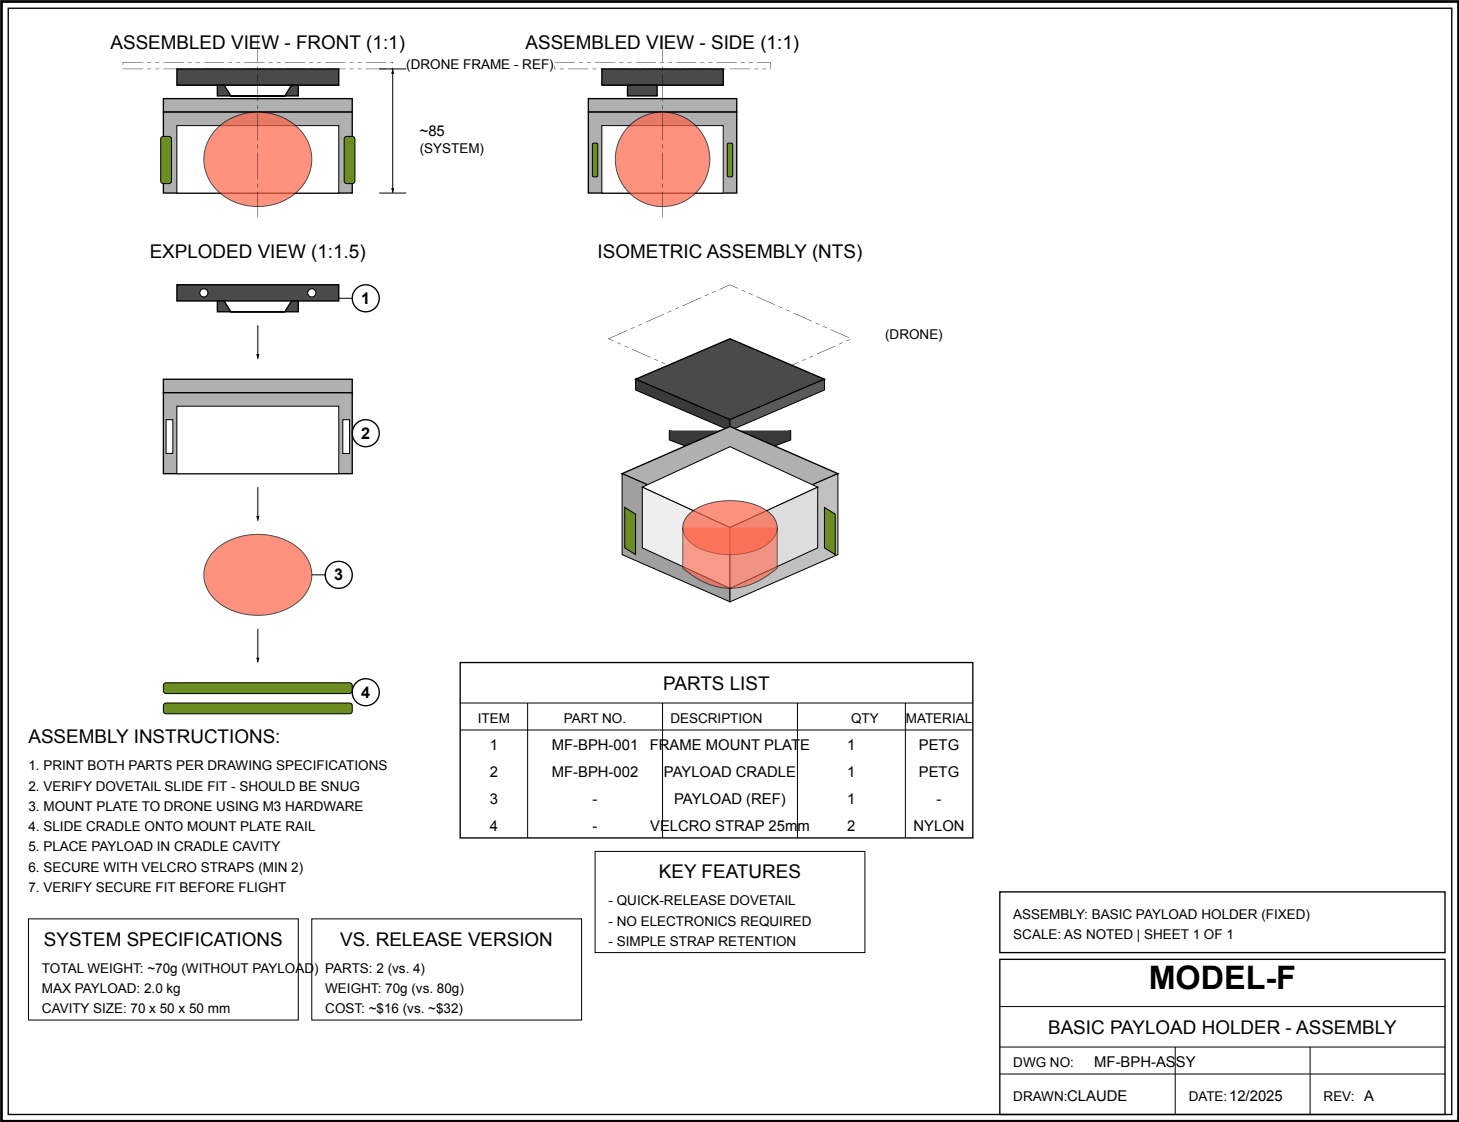 ASSEMBLED VIEW - FRONT (1:1)
ASSEMBLED VIEW - SIDE (1:1)
(DRONE FRAME - REF)
~85
(SYSTEM)
EXPLODED VIEW (1:1.5)
ISOMETRIC ASSEMBLY (NTS)
1
(DRONE)
2
3
4
PARTS LIST
ITEM PART NO. DESCRIPTION QTY MATERIAL
1 MF-BPH-001 FRAME MOUNT PLATE 1 PETG
2 MF-BPH-002 PAYLOAD CRADLE 1 PETG
3 - PAYLOAD (REF) 1 -
4 - VELCRO STRAP 25mm 2 NYLON
ASSEMBLY INSTRUCTIONS:
1. PRINT BOTH PARTS PER DRAWING SPECIFICATIONS
2. VERIFY DOVETAIL SLIDE FIT - SHOULD BE SNUG
3. MOUNT PLATE TO DRONE USING M3 HARDWARE
4. SLIDE CRADLE ONTO MOUNT PLATE RAIL
5. PLACE PAYLOAD IN CRADLE CAVITY
6. SECURE WITH VELCRO STRAPS (MIN 2)
7. VERIFY SECURE FIT BEFORE FLIGHT
KEY FEATURES
- QUICK-RELEASE DOVETAIL
- NO ELECTRONICS REQUIRED
- SIMPLE STRAP RETENTION
SYSTEM SPECIFICATIONS
TOTAL WEIGHT: ~70g (WITHOUT PAYLOAD)
MAX PAYLOAD: 2.0 kg
CAVITY SIZE: 70 x 50 x 50 mm
VS. RELEASE VERSION
PARTS: 2 (vs. 4)
WEIGHT: 70g (vs. 80g)
COST: ~$16 (vs. ~$32)
ASSEMBLY: BASIC PAYLOAD HOLDER (FIXED)
SCALE: AS NOTED | SHEET 1 OF 1
MODEL-F
BASIC PAYLOAD HOLDER - ASSEMBLY
DWG NO: MF-BPH-ASSY
DRAWN:CLAUDE DATE: 12/2025 REV: A